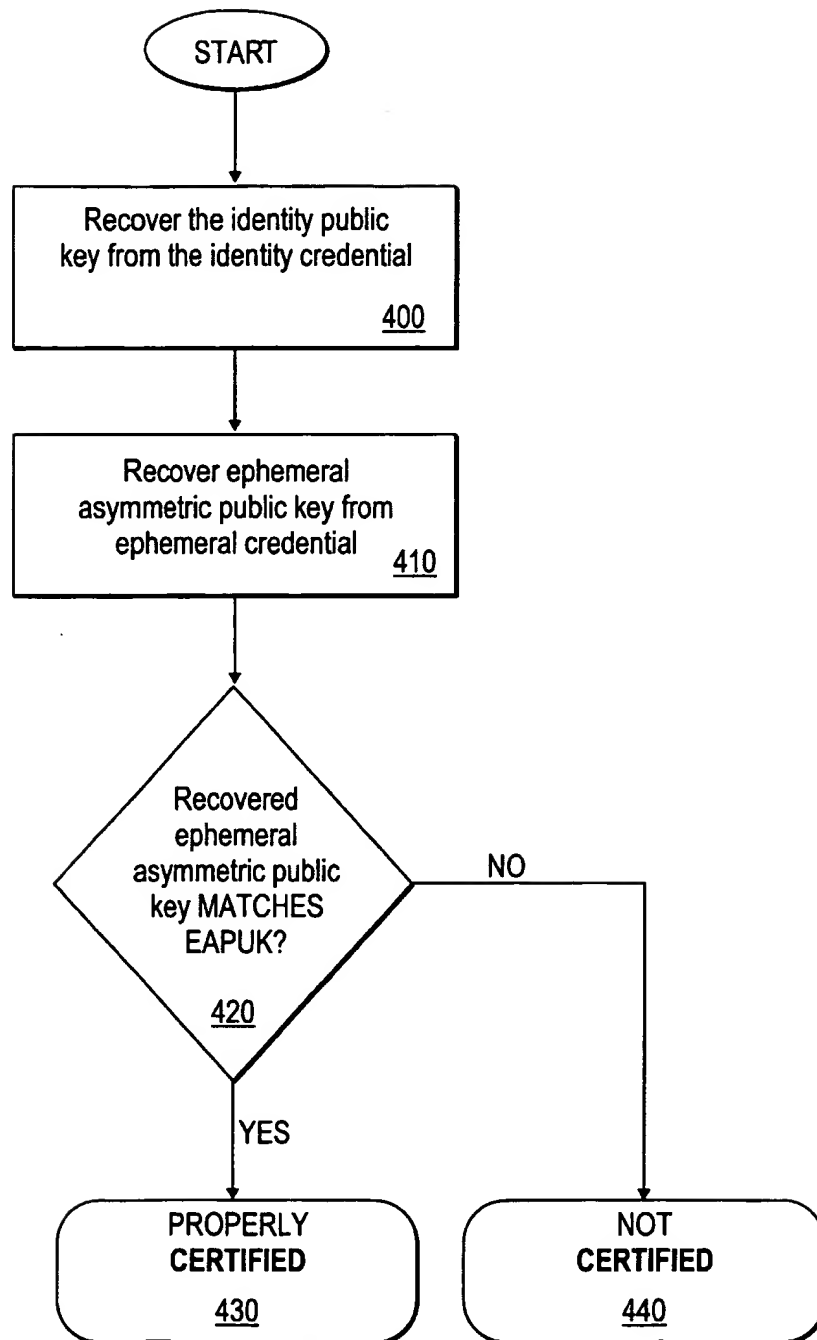 START
Recover the identity public
key from the identity credential
400
Recover ephemeral
asymmetric public key from
ephemeral credential
410
Recovered
ephemeral
asymmetric public
key MATCHES
EAPUK?
420
NO
YES
PROPERLY
CERTIFIED
430
NOT
CERTIFIED
440